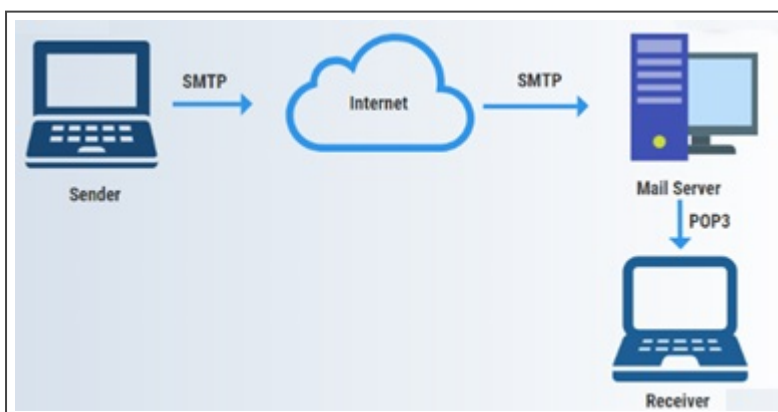 SMTP
SMTP
Internet
Sender
Mail Server
POP3
Receiver